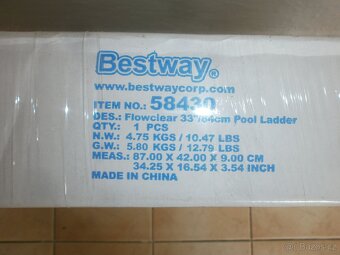 Bestway®
www.bestwaycorp.com
ITEM NO.: 58430
DES.: Flowclear 33"/84cm Pool Ladder
QTY.: 1 PCS
N.W.: 4.75 KGS / 10.47 LBS
G.W.: 5.80 KGS / 12.79 LBS
MEAS.: 87.00 X 42.00 X 9.00 CM
34.25 X 16.54 X 3.54 INCH
MADE IN CHINA